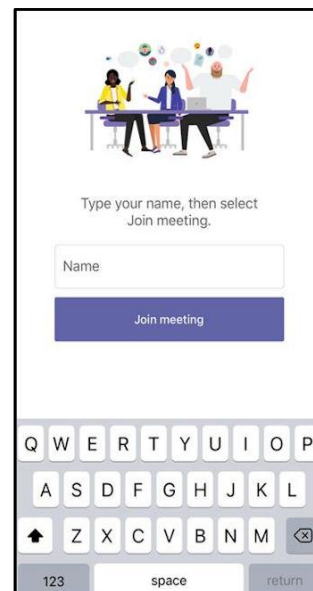 Type your name, then select
Join meeting.
Name
Join meeting
Q W E R T Y U I O P
A S D F G H J K L
Z X C V B N M
123 space return